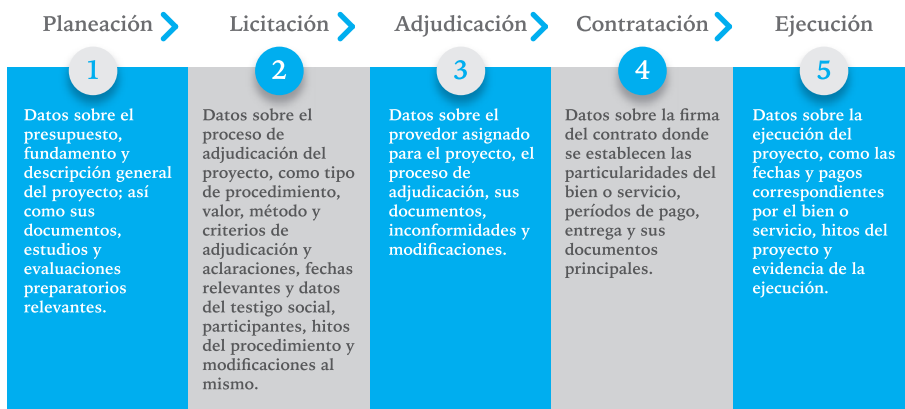 Planeación
Licitación
Adjudicación
Contratación
Ejecución
1
Datos sobre el
presupuesto,
fundamento y
descripción general
del proyecto; así
como sus
documentos,
estudios y
evaluaciones
preparatorios
relevantes.
2
Datos sobre el
proceso de
adjudicación del
proyecto, como tipo
de procedimiento,
valor, método y
criterios de
adjudicación y
aclaraciones, fechas
relevantes y datos
del testigo social,
participantes, hitos
del procedimiento y
modificaciones al
mismo.
3
Datos sobre el
provedor asignado
para el proyecto, el
proceso de
adjudicación, sus
documentos,
inconformidades y
modificaciones.
4
Datos sobre la firma
del contrato donde
se establecen las
particularidades del
bien o servicio,
períodos de pago,
entrega y sus
documentos
principales.
5
Datos sobre la
ejecución del
proyecto, como las
fechas y pagos
correspondientes
por el bien o
servicio, hitos del
proyecto y
evidencia de la
ejecución.